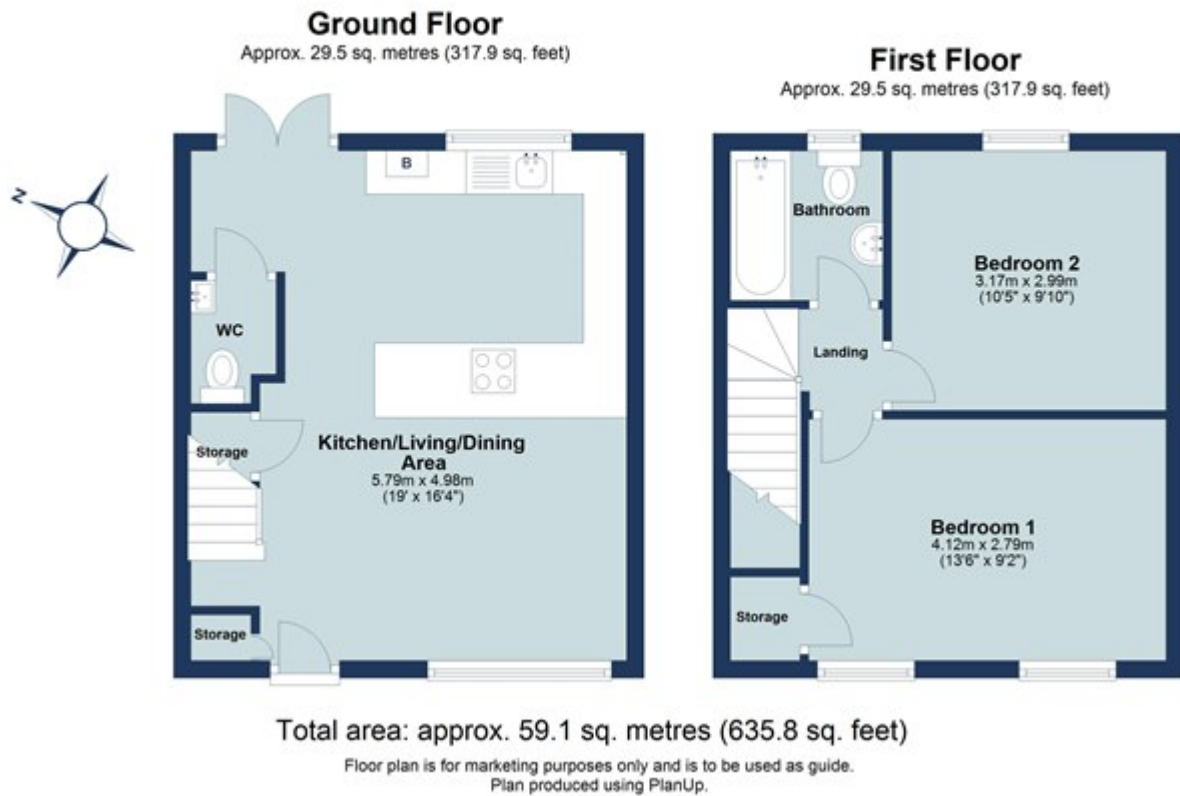 Ground Floor
Approx. 29.5 sq. metres (317.9 sq. feet)
N
B
WC
Storage
Kitchen/Living/Dining
Area
5.79m x 4.98m
(19' x 16'4")
Storage
First Floor
Approx. 29.5 sq. metres (317.9 sq. feet)
Bathroom
Bedroom 2
3.17m x 2.99m
(10'5" x 9'10")
Landing
Bedroom 1
4.12m x 2.79m
(13'6" x 9'2")
Storage
Total area: approx. 59.1 sq. metres (635.8 sq. feet)
Floor plan is for marketing purposes only and is to be used as guide.
Plan produced using PlanUp.